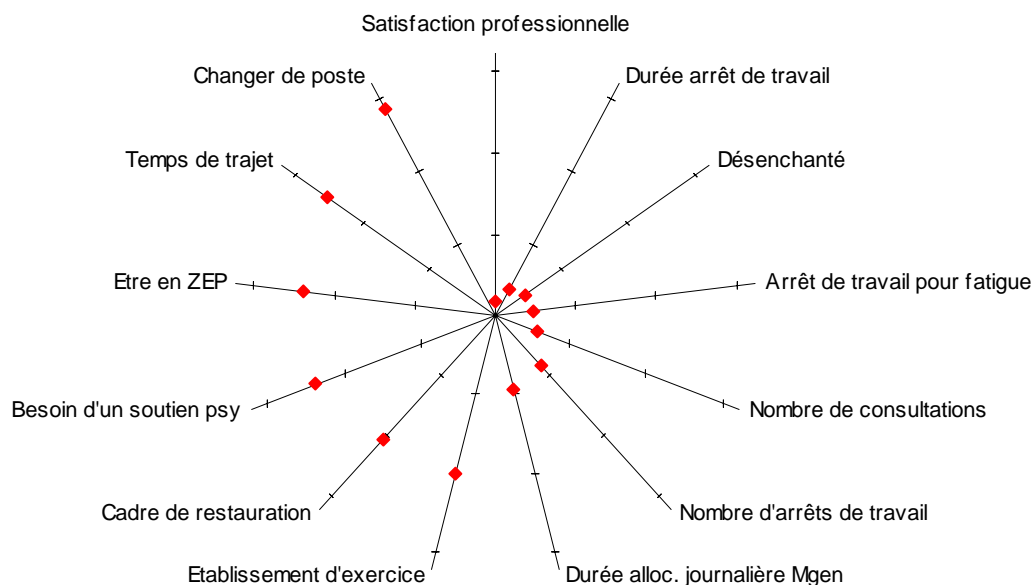 Satisfaction professionnelle
Changer de poste
Durée arrêt de travail
Temps de trajet
Désenchanté
Etre en ZEP
Arrêt de travail pour fatigue
Besoin d'un soutien psy
Nombre de consultations
Cadre de restauration
Nombre d'arrêts de travail
Etablissement d'exercice
Durée alloc. journalière Mgen